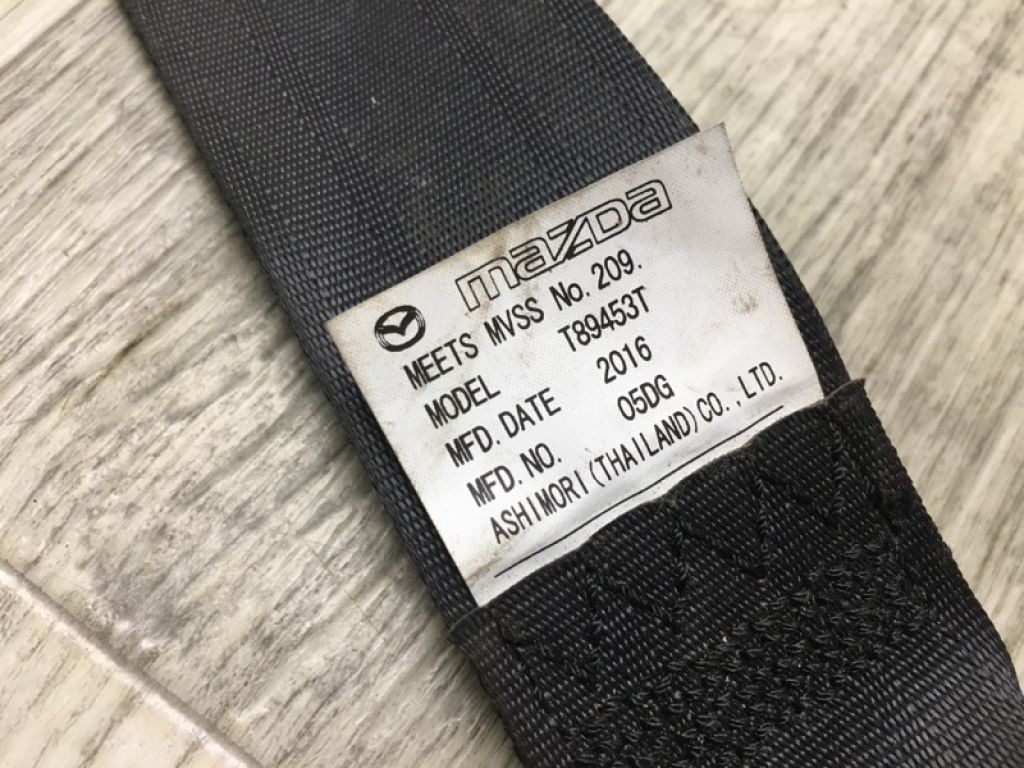 mazda
MEETS MVSS No. 209.
MODEL T89453T
MFD. DATE 2016
MFD. NO. 05DG
ASHIMORI (THAILAND) CO., LTD.